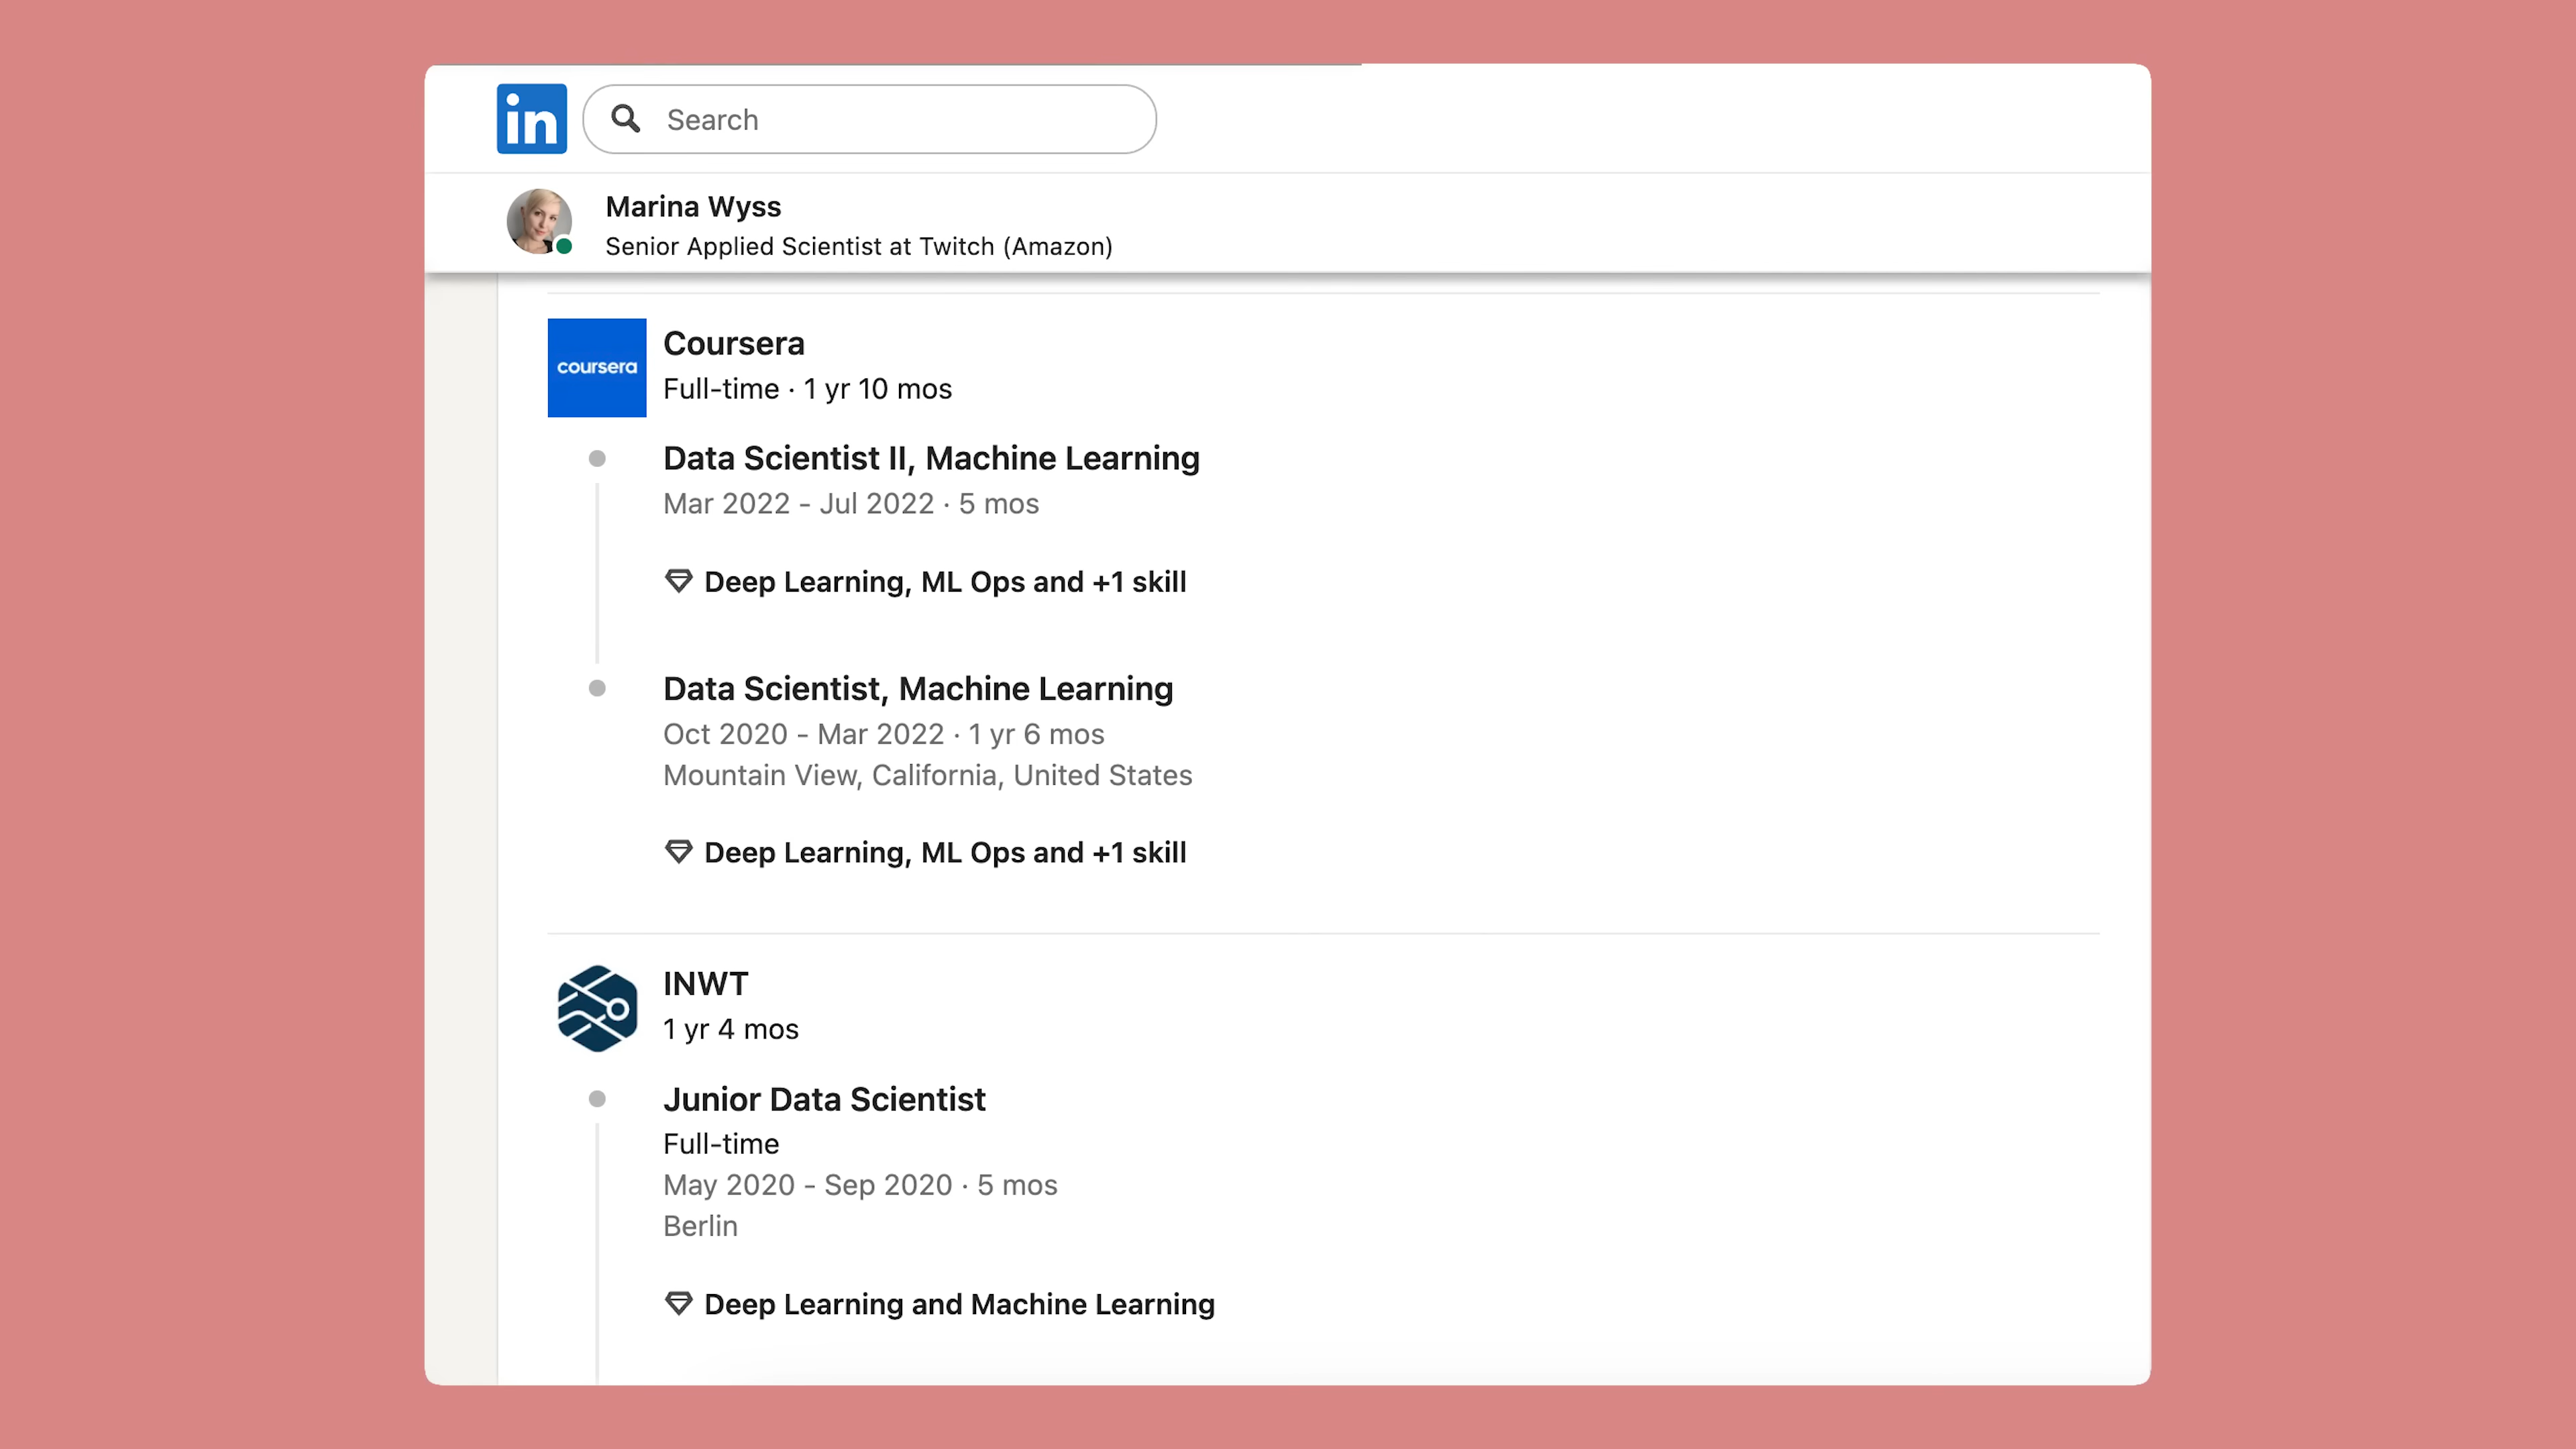 in
Search
Marina Wyss
Senior Applied Scientist at Twitch (Amazon)
coursera
Coursera
Full-time · 1 yr 10 mos
Data Scientist II, Machine Learning
Mar 2022 - Jul 2022 · 5 mos
Deep Learning, ML Ops and +1 skill
Data Scientist, Machine Learning
Oct 2020 - Mar 2022 · 1 yr 6 mos
Mountain View, California, United States
Deep Learning, ML Ops and +1 skill
INWT
1 yr 4 mos
Junior Data Scientist
Full-time
May 2020 - Sep 2020 · 5 mos
Berlin
Deep Learning and Machine Learning